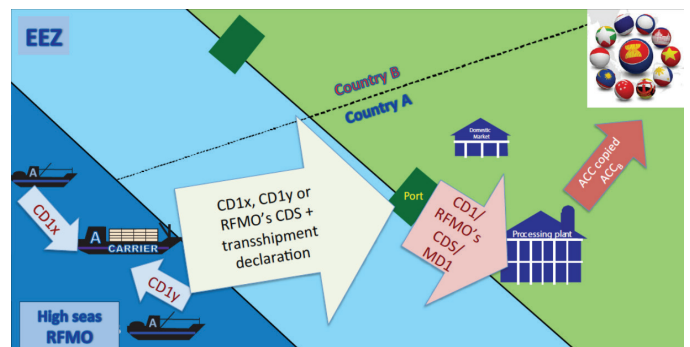 EEZ
Country B
Country A
Domestic
Market
A
CD1x
A
CARRIER
CD1y
A
High seas
RFMO
CD1x, CD1y or
RFMO's CDS +
transshipment
declaration
Port
CD1/
RFMO's
CDS/
MD1
Processing plant
ACC copied
ACC_B